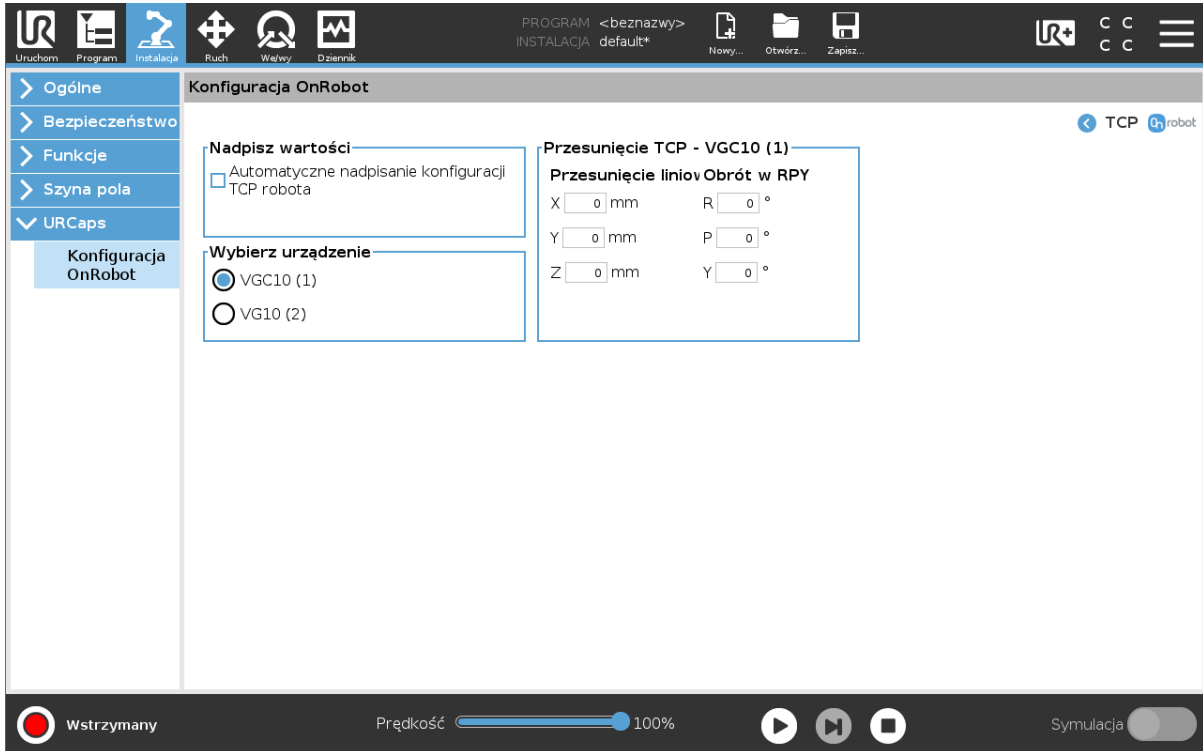 PROGRAM <beznazwy>
INSTALACJA default*
Uruchom Program Instalacja Ruch We/wy Dziennik Nowy... Otwórz... Zapisz...
UR+
C C
C C
Ogólne
Bezpieczeństwo
Funkcje
Szyna pola
URCaps
Konfiguracja
OnRobot
Konfiguracja OnRobot
TCP On robot
Nadpisz wartości
Automatyczne nadpisanie konfiguracji
TCP robota
Wybierz urządzenie
VGC10 (1)
VG10 (2)
Przesunięcie TCP - VGC10 (1)
Przesunięcie liniow Obrót w RPY
X 0 mm R 0 °
Y 0 mm P 0 °
Z 0 mm Y 0 °
Wstrzymany Prędkość 100% Symulacja